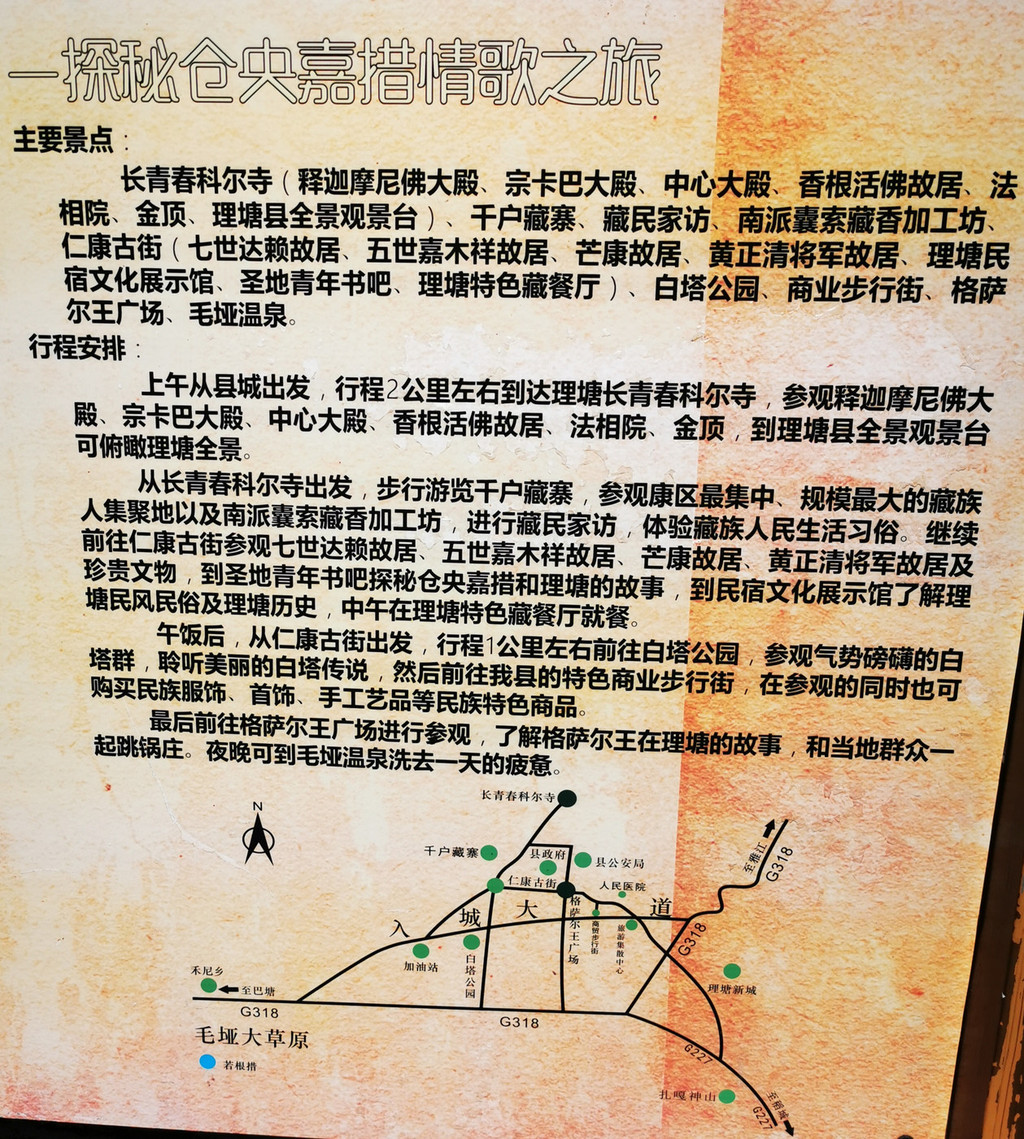 —探秘仓央嘉措情歌之旅
主要景点：
长青春科尔寺（释迦摩尼佛大殿、宗卡巴大殿、中心大殿、香根活佛故居、法
相院、金顶、理塘县全景观景台）、千户藏寨、藏民家访、南派囊索藏香加工坊、
仁康古街（七世达赖故居、五世嘉木祥故居、芒康故居、黄正清将军故居、理塘民
宿文化展示馆、圣地青年书吧、理塘特色藏餐厅）、白塔公园、商业步行街、格萨
尔王广场、毛垭温泉。
行程安排：
上午从县城出发，行程2公里左右到达理塘长青春科尔寺，参观释迦摩尼佛大
殿、宗卡巴大殿、中心大殿、香根活佛故居、法相院、金顶，到理塘县全景观景台
可俯瞰理塘全景。
从长青春科尔寺出发，步行游览千户藏寨，参观康区最集中、规模最大的藏族
人集聚地以及南派囊索藏香加工坊，进行藏民家访，体验藏族人民生活习俗。继续
前往仁康古街参观七世达赖故居、五世嘉木祥故居、芒康故居、黄正清将军故居及
珍贵文物，到圣地青年书吧探秘仓央嘉措和理塘的故事，到民宿文化展示馆了解理
塘民风民俗及理塘历史，中午在理塘特色藏餐厅就餐。
午饭后，从仁康古街出发，行程1公里左右前往白塔公园，参观气势磅礴的白
塔群，聆听美丽的白塔传说，然后前往我县的特色商业步行街，在参观的同时也可
购买民族服饰、首饰、手工艺品等民族特色商品。
最后前往格萨尔王广场进行参观，了解格萨尔王在理塘的故事，和当地群众一
起跳锅庄。夜晚可到毛垭温泉洗去一天的疲惫。
长青春科尔寺
N
千户藏寨
县政府
县公安局
至雅江
G318
仁康古街
人民医院
入城大道
格萨尔王广场
商贸步行街
旅游集散中心
G318
加油站
白塔公园
理塘新城
禾尼乡
至巴塘
G318
G318
毛垭大草原
若根措
G227
扎嘎神山
至稻城
G227